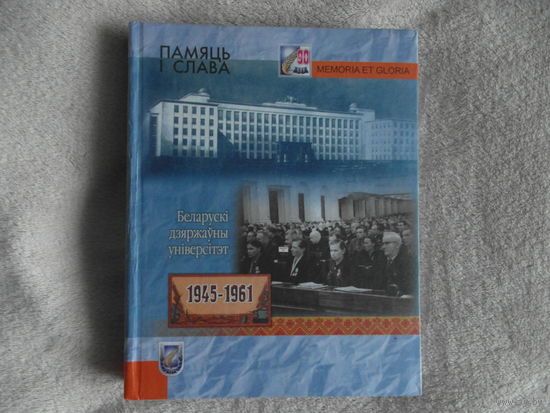 ПАМЯЦЬ
І СЛАВА
90
MEMORIA ET GLORIA
Беларускі
дзяржаўны
універсітэт
1945-1961